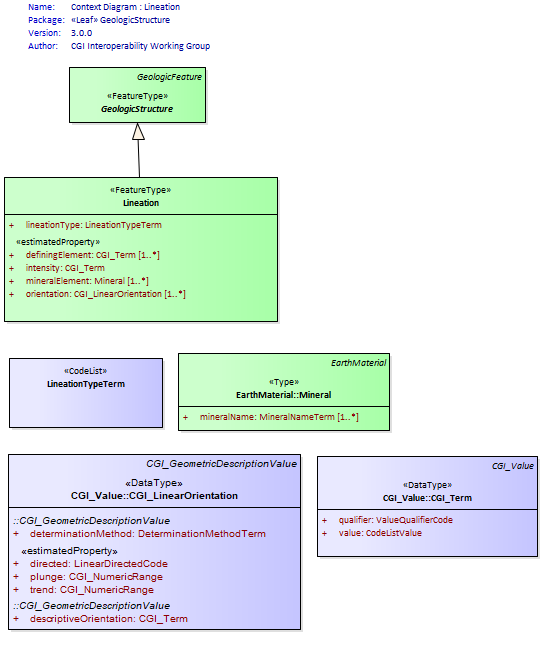 Name: Context Diagram : Lineation
Package: «Leaf» GeologicStructure
Version: 3.0.0
Author: CGI Interoperability Working Group
GeologicFeature
«FeatureType»
GeologicStructure
«FeatureType»
Lineation
+ lineationType: LineationTypeTerm
«estimatedProperty»
+ definingElement: CGI_Term [1..*]
+ intensity: CGI_Term
+ mineralElement: Mineral [1..*]
+ orientation: CGI_LinearOrientation [1..*]
«CodeList»
LineationTypeTerm
EarthMaterial
«Type»
EarthMaterial::Mineral
+ mineralName: MineralNameTerm [1..*]
CGI_GeometricDescriptionValue
«DataType»
CGI_Value::CGI_LinearOrientation
::CGI_GeometricDescriptionValue
+ determinationMethod: DeterminationMethodTerm
«estimatedProperty»
+ directed: LinearDirectedCode
+ plunge: CGI_NumericRange
+ trend: CGI_NumericRange
::CGI_GeometricDescriptionValue
+ descriptiveOrientation: CGI_Term
CGI_Value
«DataType»
CGI_Value::CGI_Term
+ qualifier: ValueQualifierCode
+ value: CodeListValue